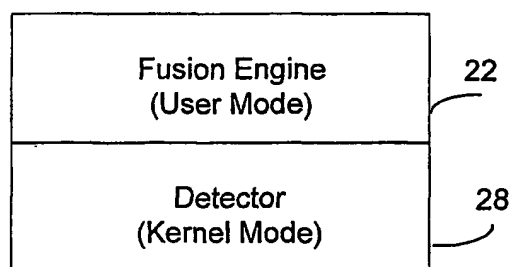 Fusion Engine
(User Mode)
22
Detector
(Kernel Mode)
28